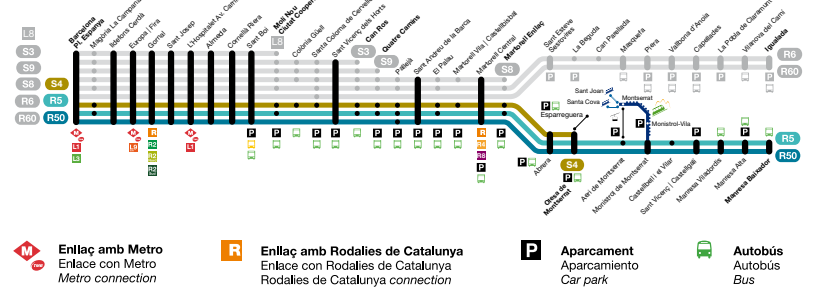 L8
S3
S9
S8
S4
R6
R5
R60
R50
Barcelona
Pl. Espanya
Magòria La Campana
Ildefons Cerdà
Europa | Fira
Gornal
Sant Josep
L'Hospitalet Av. Carrilet
Almeda
Cornellà Riera
Sant Boi
Molí Nou
Ciutat Cooperativa
L8
Colònia Güell
Santa Coloma de Cervelló
Sant Vicenç dels Horts
Can Ros
S3
Quatre Camins
S9
Pallejà
Sant Andreu de la Barca
El Palau
Martorell Vila | Castellbisbal
Martorell Central
Martorell Enllaç
S8
Sant Esteve
Sesrovires
La Beguda
Can Parellada
Masquefa
Piera
Vallbona d'Anoia
Capellades
La Pobla de Claramunt
Vilanova del Camí
Igualada
R6
R60
Sant Joan
Santa Cova
Montserrat
Monistrol-Vila
Esparreguera
R5
R50
S4
Abrera
Olesa de
Montserrat
Aeri de Montserrat
Monistrol de Montserrat
Castellbell i el Vilar
Sant Vicenç | Castellgalí
Manresa Viladordis
Manresa Alta
Manresa Baixador
M
L1
L3
M
L9
R
R2
R2
R2
M
L1
P
R
R4
R8
P
M Enllaç amb Metro
Enlace con Metro
Metro connection
R Enllaç amb Rodalies de Catalunya
Enlace con Rodalies de Catalunya
Rodalies de Catalunya connection
P Aparcament
Aparcamiento
Car park
Autobús
Autobús
Bus